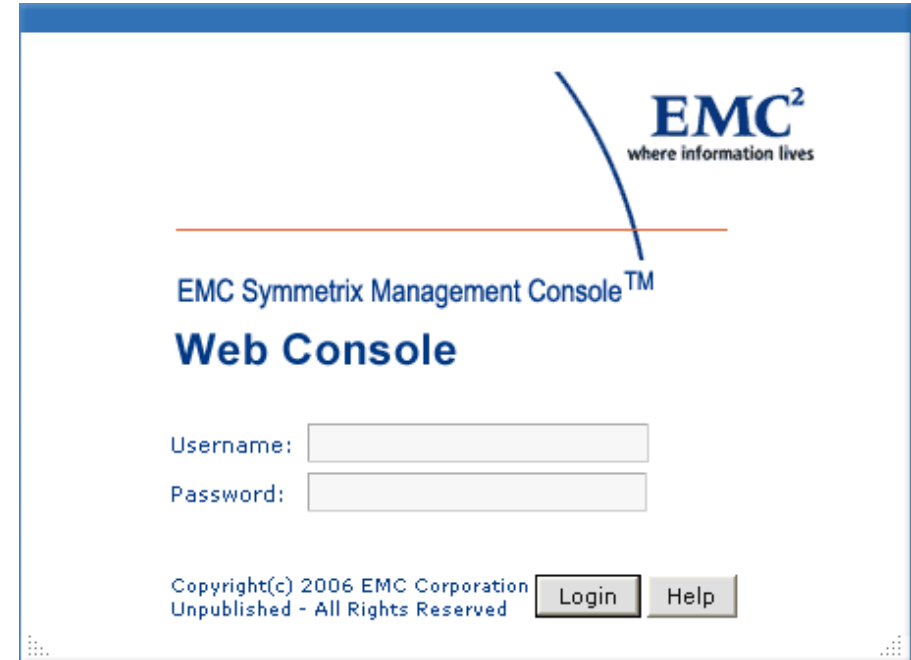 EMC²
where information lives
EMC Symmetrix Management Console™
Web Console
Username:
Password:
Copyright(c) 2006 EMC Corporation
Unpublished - All Rights Reserved
Login
Help